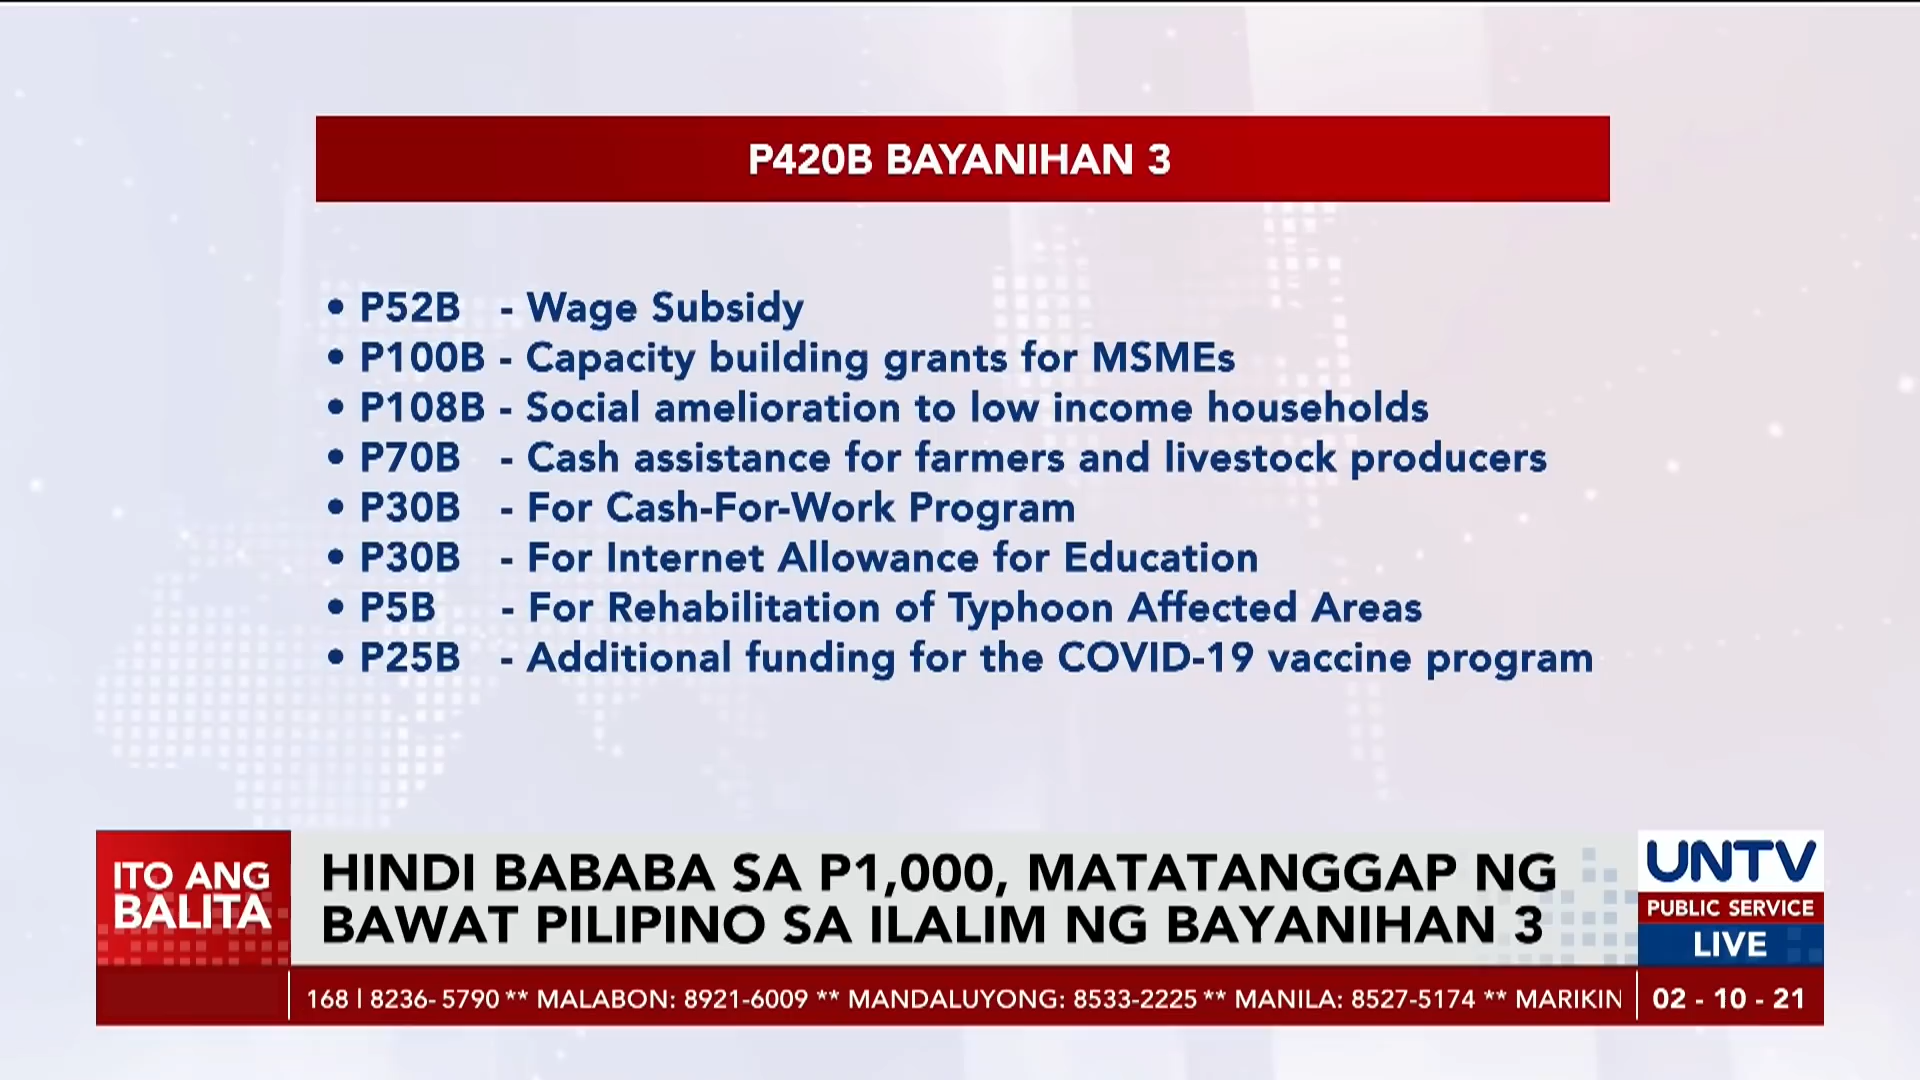 P420B BAYANIHAN 3
• P52B - Wage Subsidy
• P100B - Capacity building grants for MSMEs
• P108B - Social amelioration to low income households
• P70B - Cash assistance for farmers and livestock producers
• P30B - For Cash-For-Work Program
• P30B - For Internet Allowance for Education
• P5B - For Rehabilitation of Typhoon Affected Areas
• P25B - Additional funding for the COVID-19 vaccine program
ITO ANG
BALITA
HINDI BABABA SA P1,000, MATATANGGAP NG
BAWAT PILIPINO SA ILALIM NG BAYANIHAN 3
UNTV
PUBLIC SERVICE
LIVE
168 | 8236- 5790 ** MALABON: 8921-6009 ** MANDALUYONG: 8533-2225 ** MANILA: 8527-5174 ** MARIKIN
02 - 10 - 21